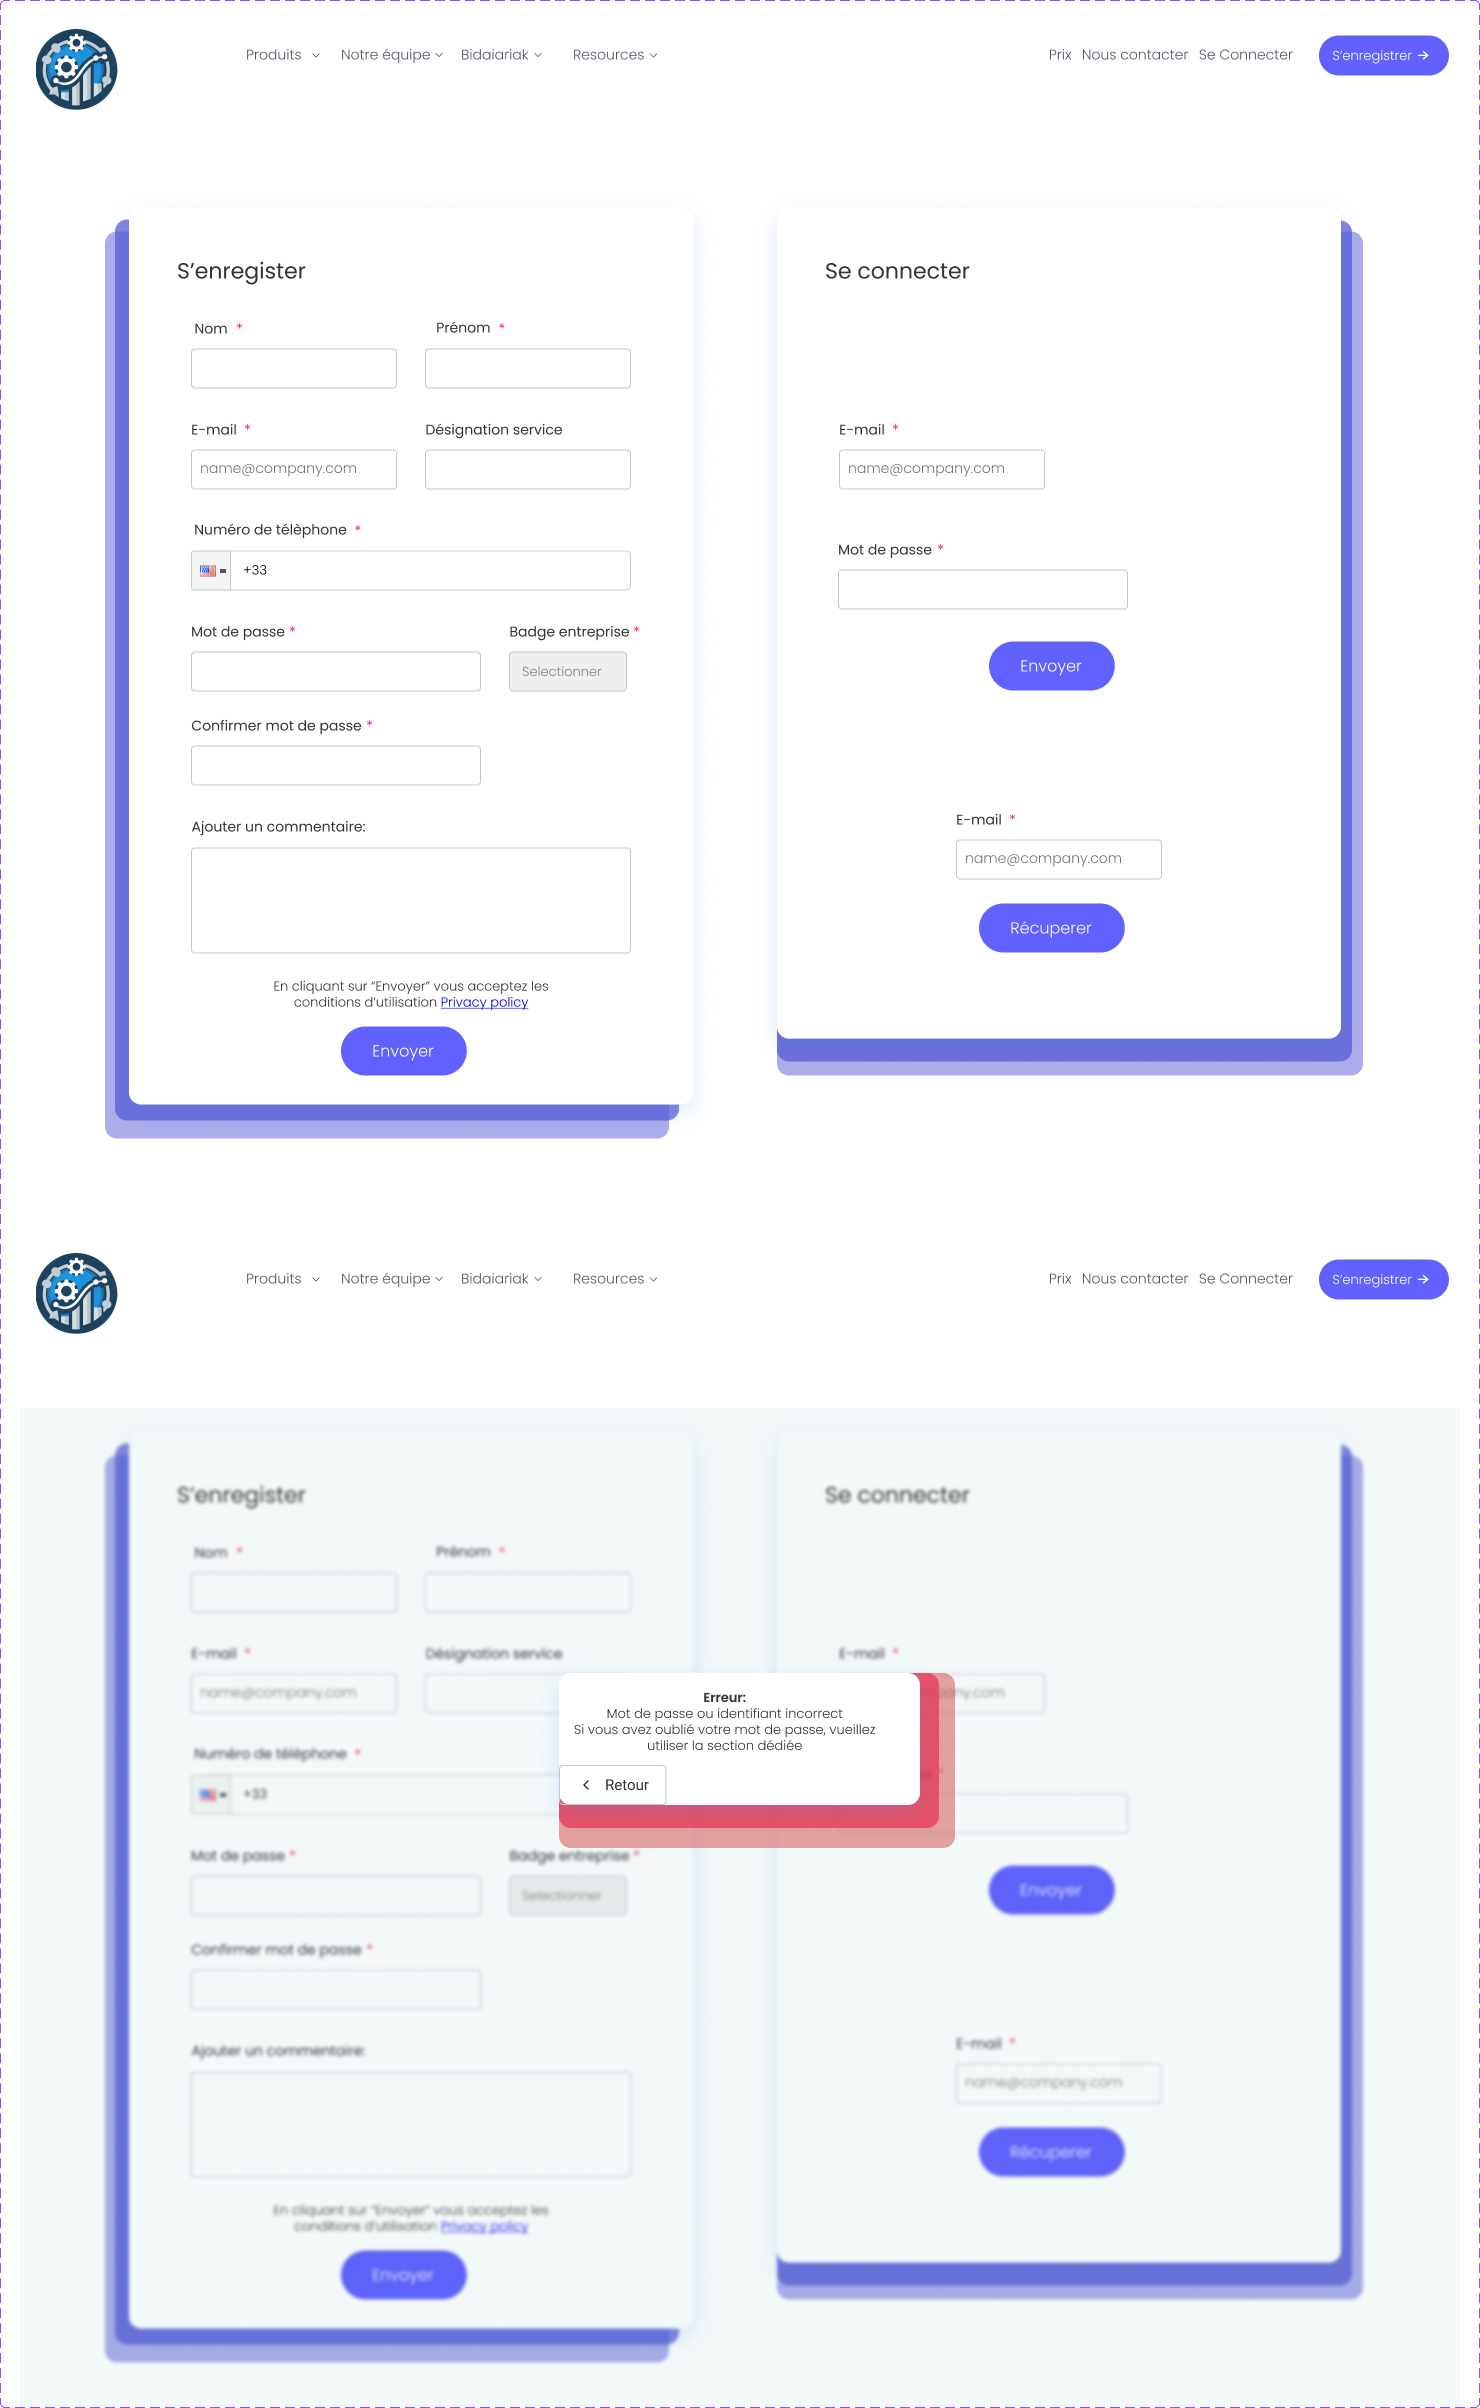 Produits
Notre équipe
Bidaiariak
Resources
Prix
Nous contacter
Se Connecter
S'enregistrer
S'enregister
Nom *
Prénom *
E-mail *
Désignation service
name@company.com
Numéro de télèphone *
+33
Mot de passe *
Badge entreprise *
Selectionner
Confirmer mot de passe *
Ajouter un commentaire:
En cliquant sur "Envoyer" vous acceptez les
conditions d'utilisation Privacy policy
Envoyer
Se connecter
E-mail *
name@company.com
Mot de passe *
Envoyer
E-mail *
name@company.com
Récuperer
Produits
Notre équipe
Bidaiariak
Resources
Prix
Nous contacter
Se Connecter
S'enregistrer
S'enregister
Nom *
Prénom *
E-mail *
Désignation service
name@company.com
Numéro de télèphone *
+33
Mot de passe *
Badge entreprise *
Selectionner
Confirmer mot de passe *
Ajouter un commentaire:
En cliquant sur "Envoyer" vous acceptez les
conditions d'utilisation Privacy policy
Envoyer
Erreur:
Mot de passe ou identifiant incorrect
Si vous avez oublié votre mot de passe, vueillez
utiliser la section dédiée
Retour
Se connecter
E-mail *
Envoyer
E-mail *
name@company.com
Récuperer